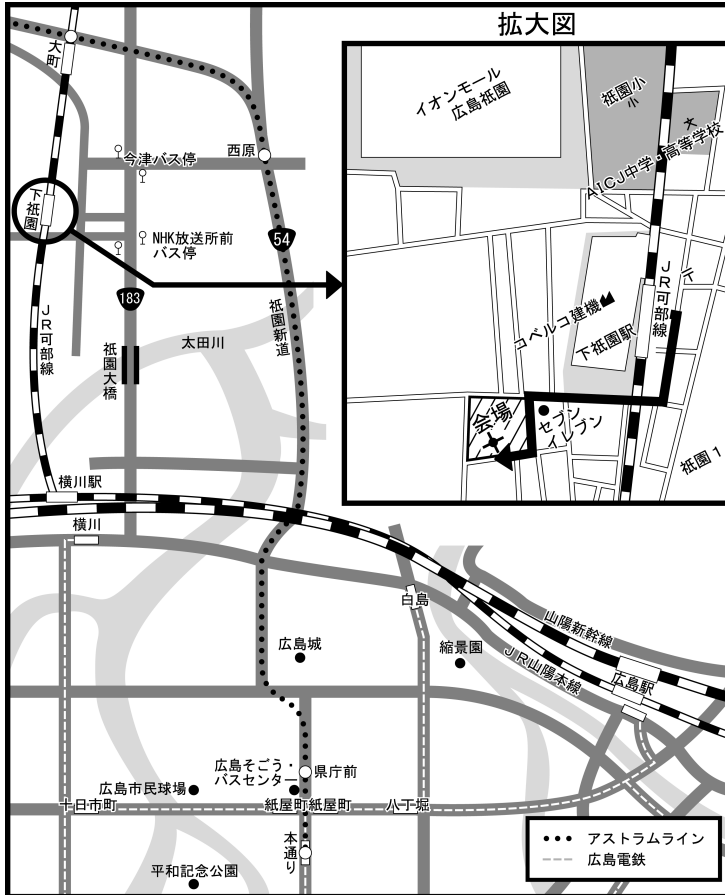 拡大図
大町
今津バス停
西原
下祇園
NHK放送所前
バス停
54
183
JR可部線
祇園大橋
太田川
祇園新道
イオンモール
広島祇園
祇園小
小
文
AICJ中学・高等学校
JR可部線
〒
コベルコ建機
下祇園駅
会場
セブン
イレブン
祇園1
横川駅
横川
白島
山陽新幹線
広島城
縮景園
JR山陽本線
広島駅
広島そごう・
バスセンター
県庁前
広島市民球場
十日市町
紙屋町
紙屋町
八丁堀
本通り
平和記念公園
アストラムライン
広島電鉄